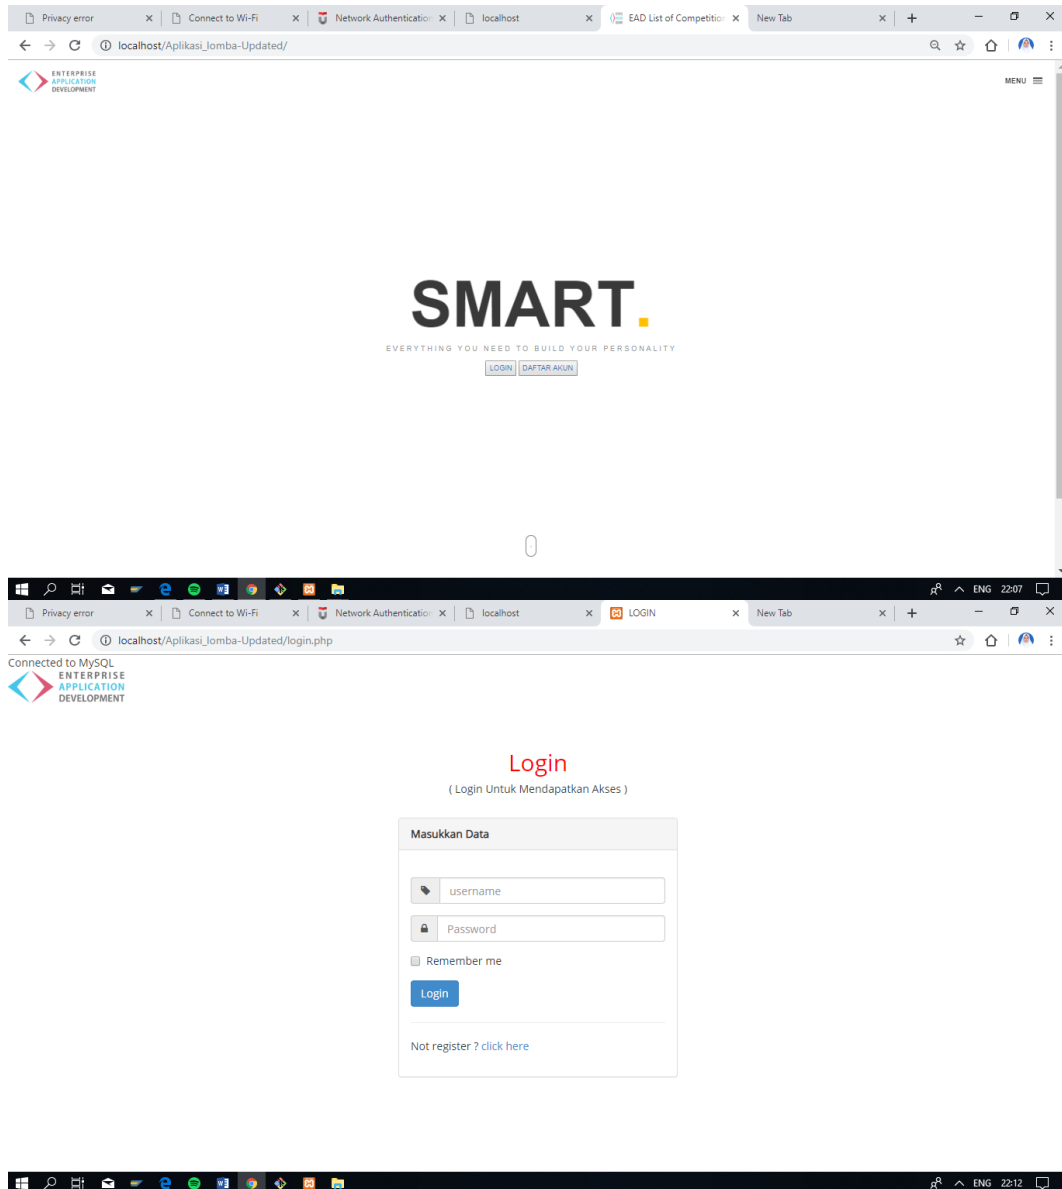 Privacy error
Connect to Wi-Fi
Network Authentication
localhost
EAD List of Competition
New Tab
localhost/Aplikasi_lomba-Updated/
ENTERPRISE
APPLICATION
DEVELOPMENT
MENU
SMART.
EVERYTHING YOU NEED TO BUILD YOUR PERSONALITY
LOGIN DAFTAR AKUN
ENG 22:07
Privacy error
Connect to Wi-Fi
Network Authentication
localhost
LOGIN
New Tab
localhost/Aplikasi_lomba-Updated/login.php
Connected to MySQL
ENTERPRISE
APPLICATION
DEVELOPMENT
Login
( Login Untuk Mendapatkan Akses )
Masukkan Data
username
Password
Remember me
Login
Not register ? click here
ENG 22:12